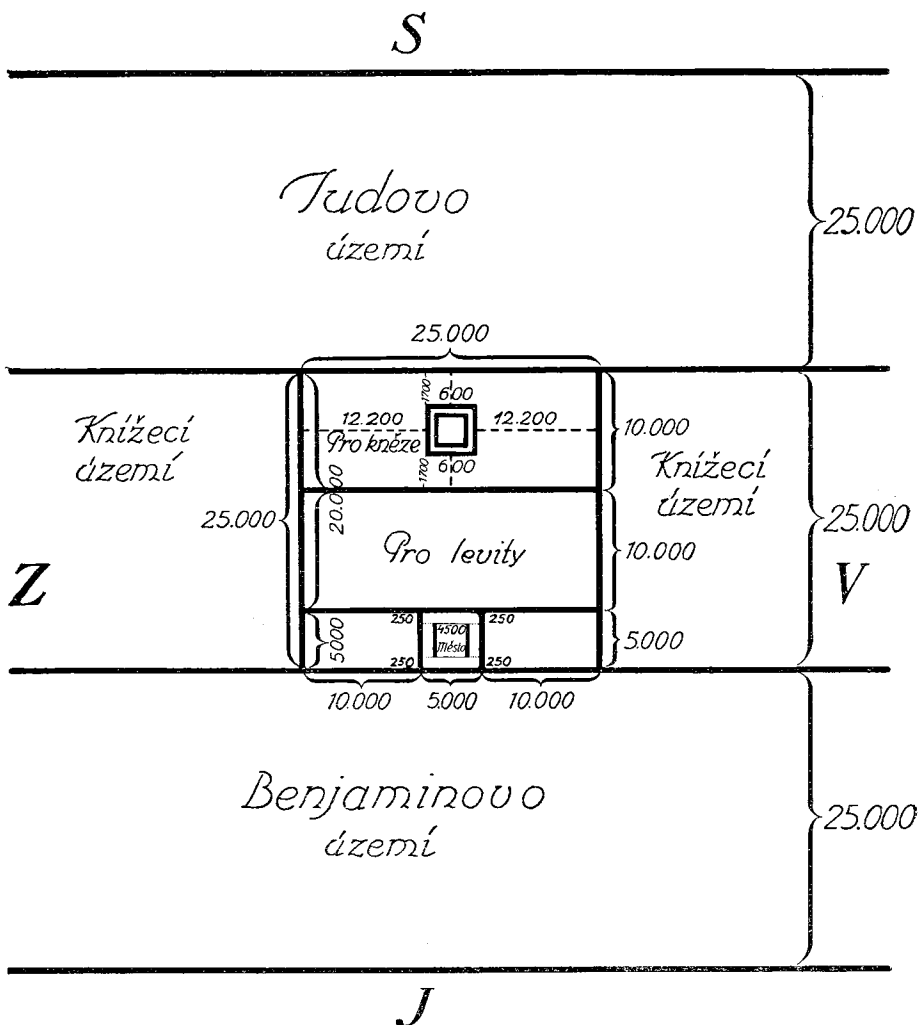 S
Judovo
území
25.000
25.000
Knížecí
území
1700
600
12.200
12.200
Pro kněze
1700
600
10.000
Knížecí
území
25.000
20.000
Pro levity
10.000
25.000
Z
V
5000
250
4500
250
Město
250
250
5.000
10.000
5.000
10.000
Benjaminovo
území
25.000
J